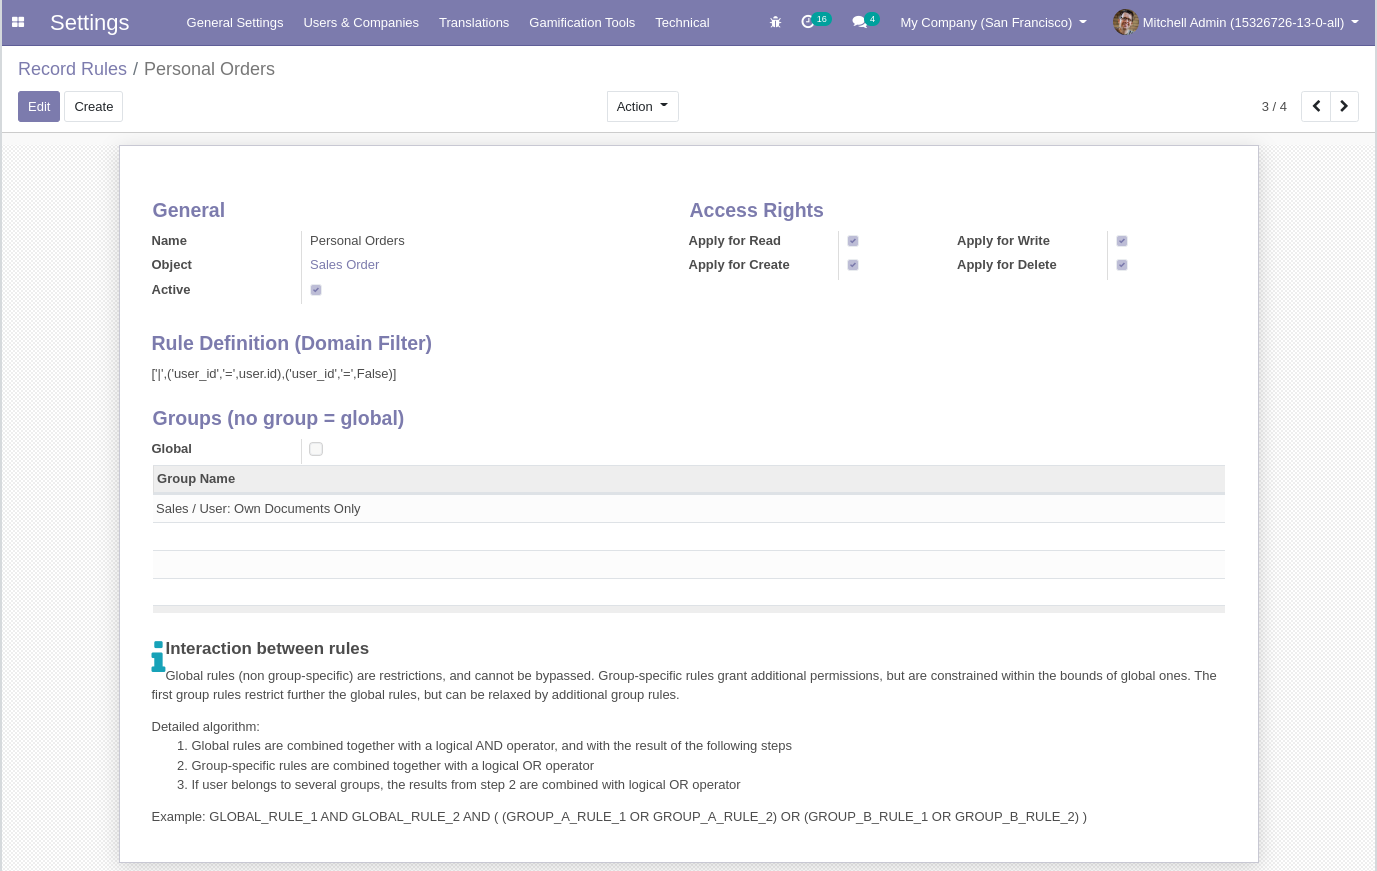 Settings General Settings Users & Companies Translations Gamification Tools Technical 16 4 My Company (San Francisco) Mitchell Admin (15326726-13-0-all)
Record Rules / Personal Orders
Edit Create Action 3 / 4
General Access Rights
Name Personal Orders Apply for Read Apply for Write
Object Sales Order Apply for Create Apply for Delete
Active
Rule Definition (Domain Filter)
['|',('user_id','=',user.id),('user_id','=',False)]
Groups (no group = global)
Global
Group Name
Sales / User: Own Documents Only
Interaction between rules
Global rules (non group-specific) are restrictions, and cannot be bypassed. Group-specific rules grant additional permissions, but are constrained within the bounds of global ones. The
first group rules restrict further the global rules, but can be relaxed by additional group rules.
Detailed algorithm:
1. Global rules are combined together with a logical AND operator, and with the result of the following steps
2. Group-specific rules are combined together with a logical OR operator
3. If user belongs to several groups, the results from step 2 are combined with logical OR operator
Example: GLOBAL_RULE_1 AND GLOBAL_RULE_2 AND ( (GROUP_A_RULE_1 OR GROUP_A_RULE_2) OR (GROUP_B_RULE_1 OR GROUP_B_RULE_2) )